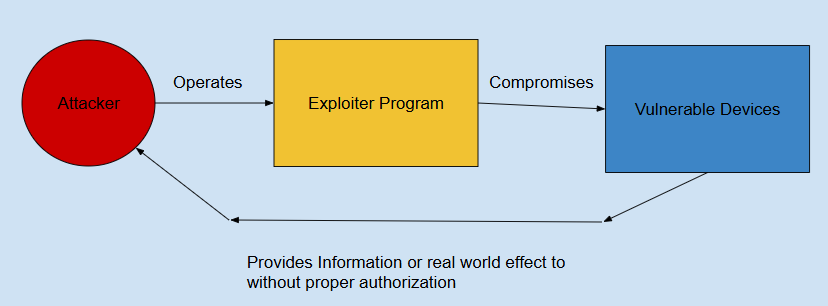 Attacker
Operates
Exploiter Program
Compromises
Vulnerable Devices
Provides Information or real world effect to
without proper authorization